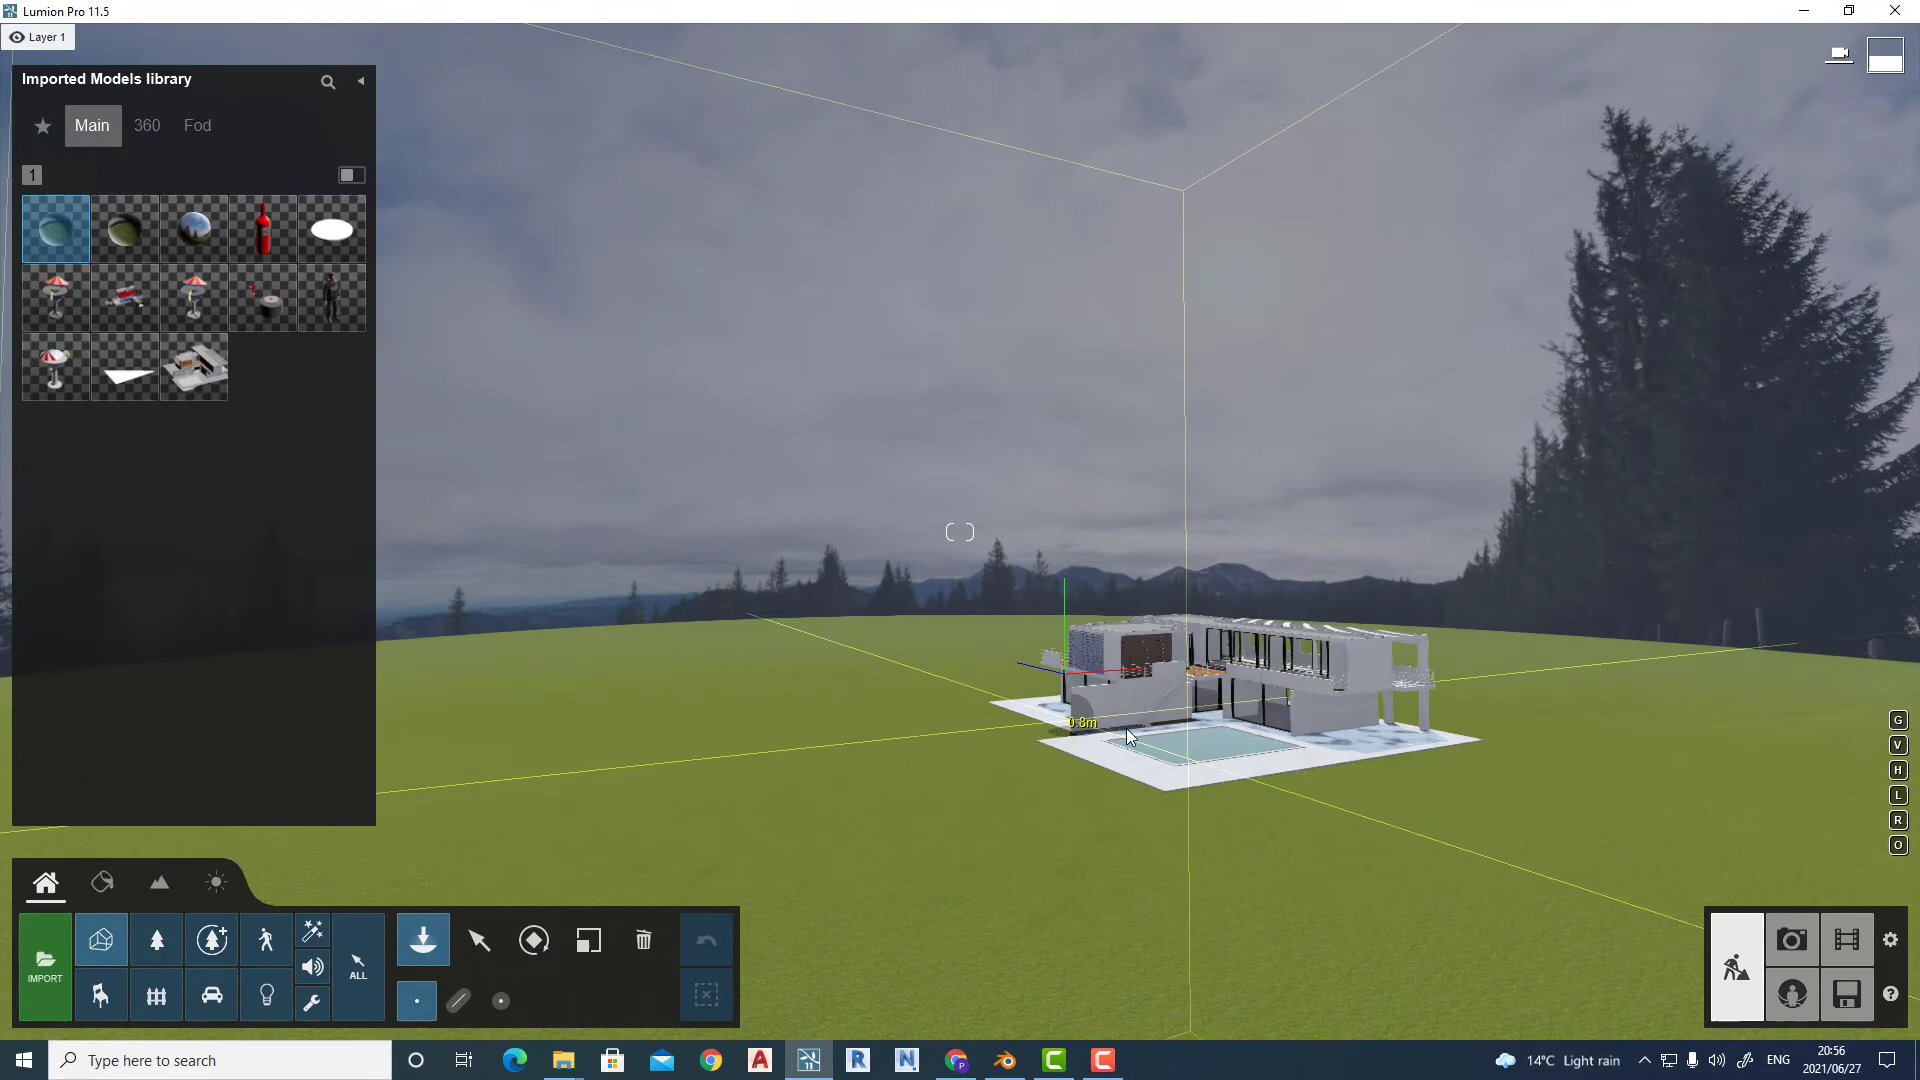 Lumion Pro 11.5
Layer 1
Imported Models library
Main 360 Fod
1
0.8m
G
V
H
L
R
O
IMPORT
ALL
Type here to search
14°C Light rain
ENG
20:56
2021/06/27